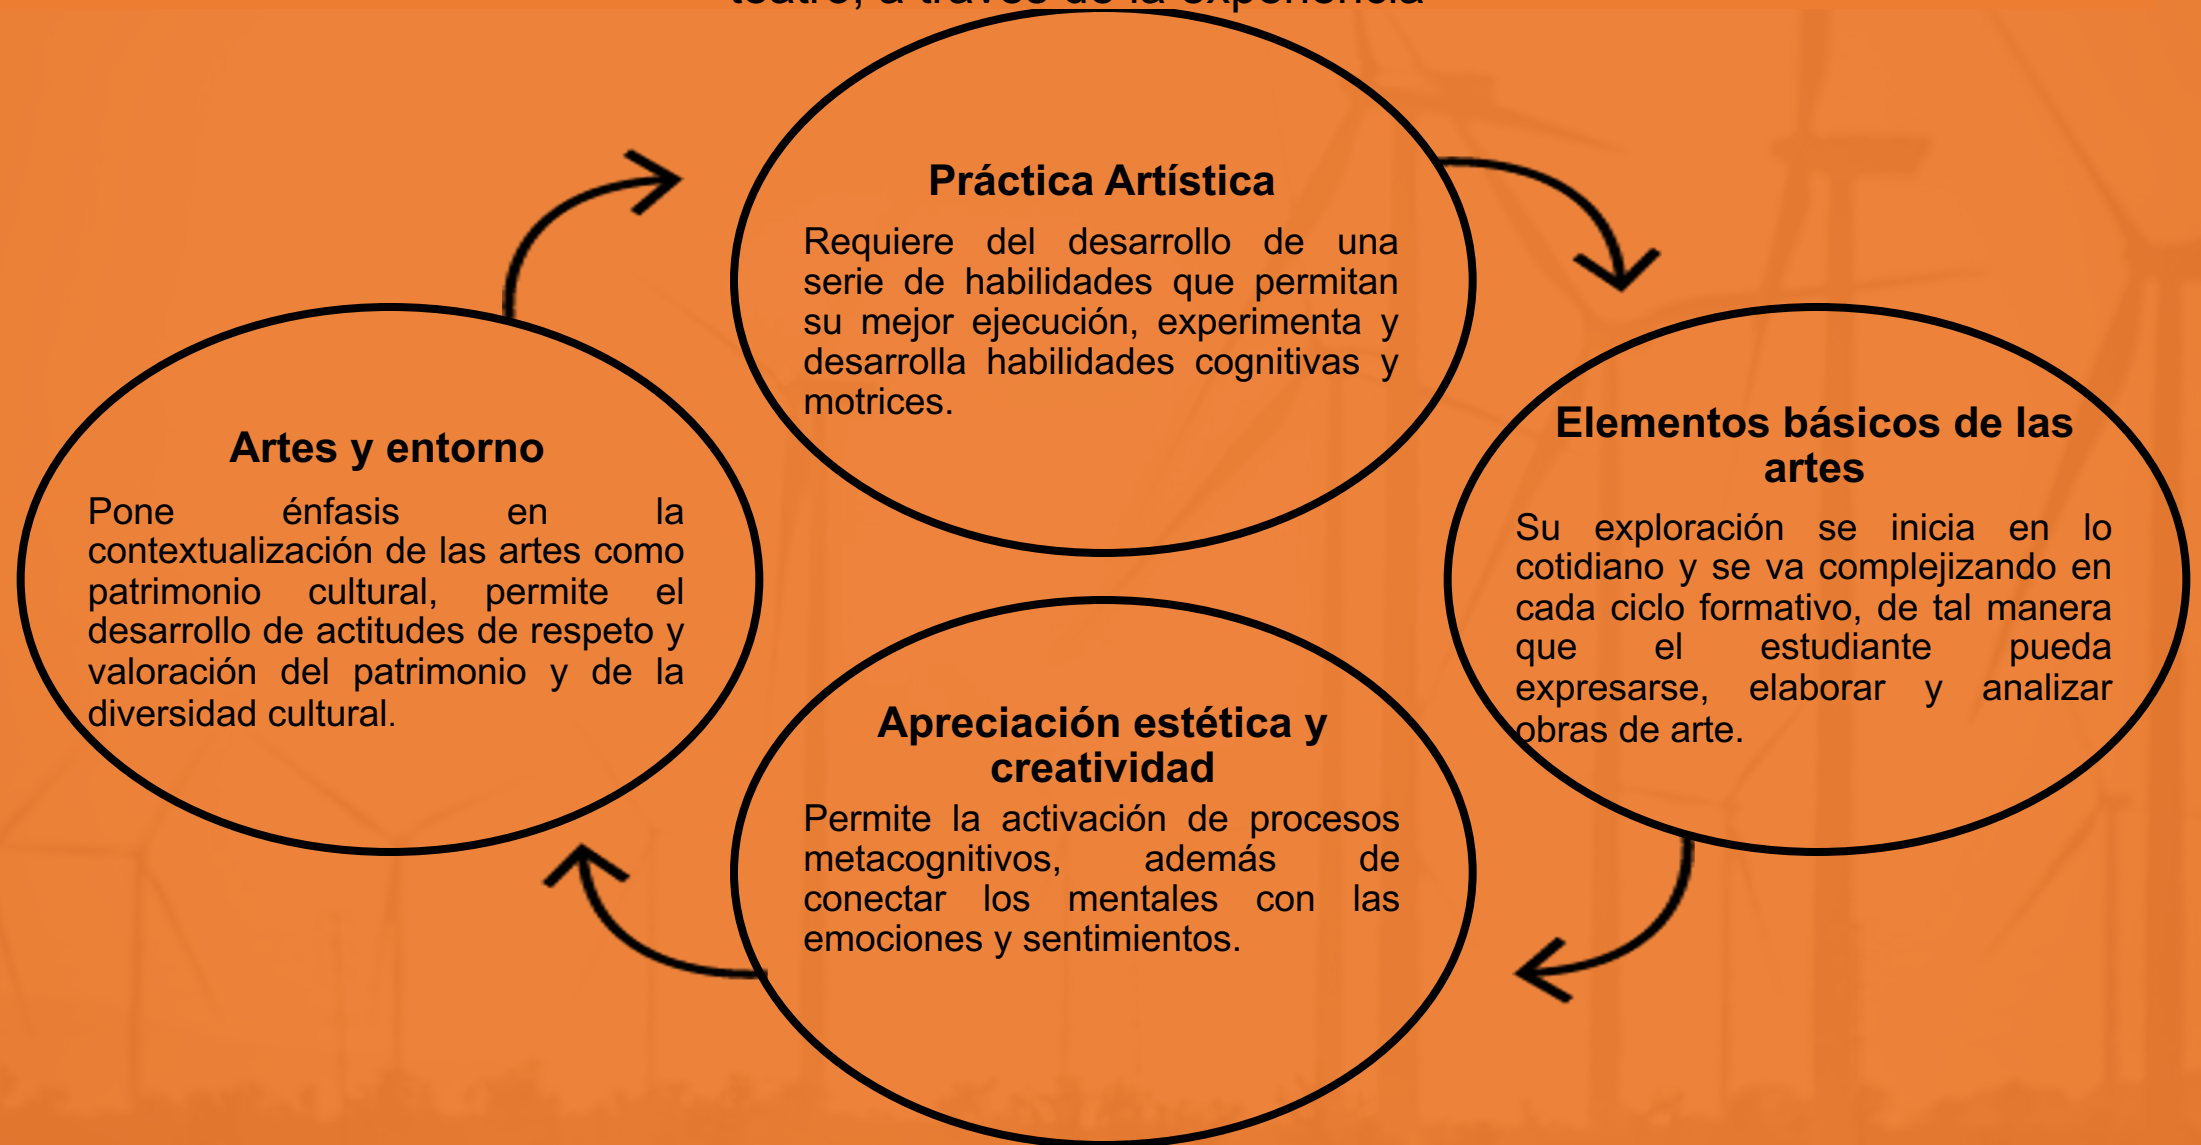 teatro, a través de la experiencia
Práctica Artística
Requiere del desarrollo de una
serie de habilidades que permitan
su mejor ejecución, experimenta y
desarrolla habilidades cognitivas y
motrices.
Elementos básicos de las
artes
Su exploración se inicia en lo
cotidiano y se va complejizando en
cada ciclo formativo, de tal manera
que el estudiante pueda
expresarse, elaborar y analizar
obras de arte.
Apreciación estética y
creatividad
Permite la activación de procesos
metacognitivos, además de
conectar los mentales con las
emociones y sentimientos.
Artes y entorno
Pone énfasis en la
contextualización de las artes como
patrimonio cultural, permite el
desarrollo de actitudes de respeto y
valoración del patrimonio y de la
diversidad cultural.